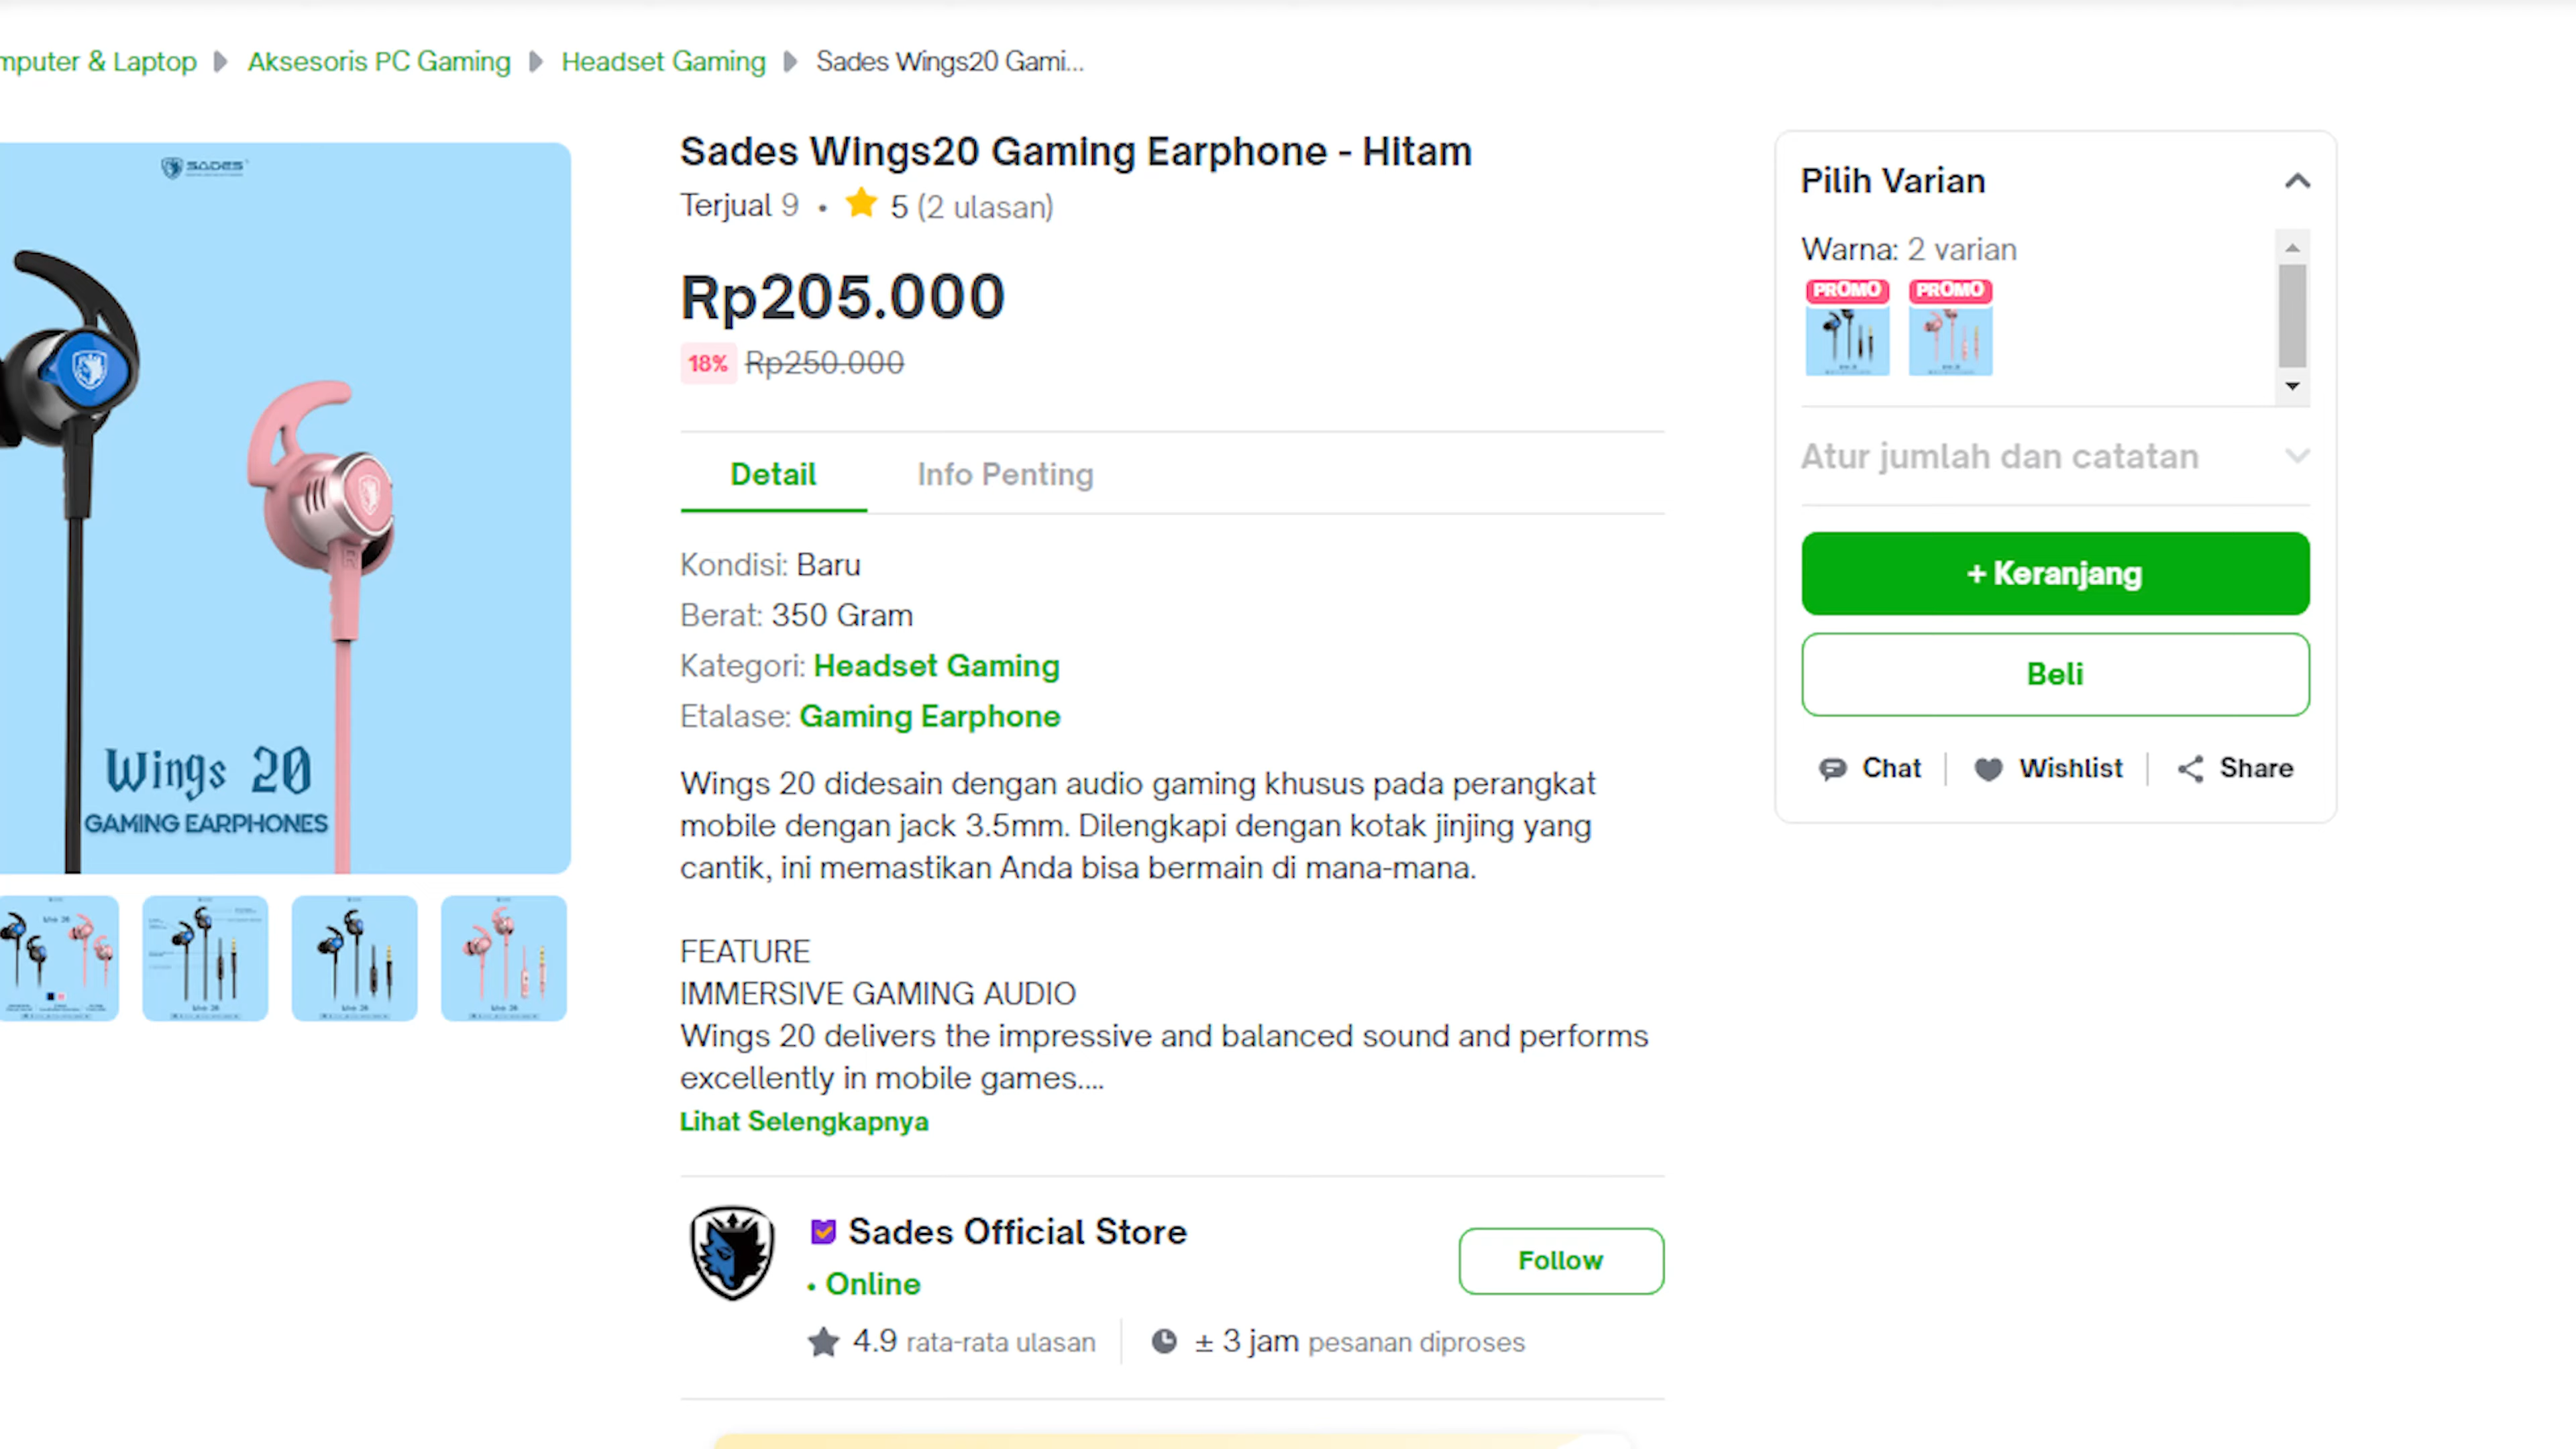 mputer & Laptop
Aksesoris PC Gaming
Headset Gaming
Sades Wings20 Gami...
SADES
Wings 20
GAMING EARPHONES
Sades Wings20 Gaming Earphone - Hitam
Terjual 9 • 5 (2 ulasan)
Rp205.000
18% Rp250.000
Detail
Info Penting
Kondisi: Baru
Berat: 350 Gram
Kategori: Headset Gaming
Etalase: Gaming Earphone
Wings 20 didesain dengan audio gaming khusus pada perangkat
mobile dengan jack 3.5mm. Dilengkapi dengan kotak jinjing yang
cantik, ini memastikan Anda bisa bermain di mana-mana.
FEATURE
IMMERSIVE GAMING AUDIO
Wings 20 delivers the impressive and balanced sound and performs
excellently in mobile games....
Lihat Selengkapnya
Sades Official Store
• Online
Follow
4.9 rata-rata ulasan
± 3 jam pesanan diproses
Pilih Varian
Warna: 2 varian
PROMO
PROMO
Atur jumlah dan catatan
+ Keranjang
Beli
Chat
Wishlist
Share